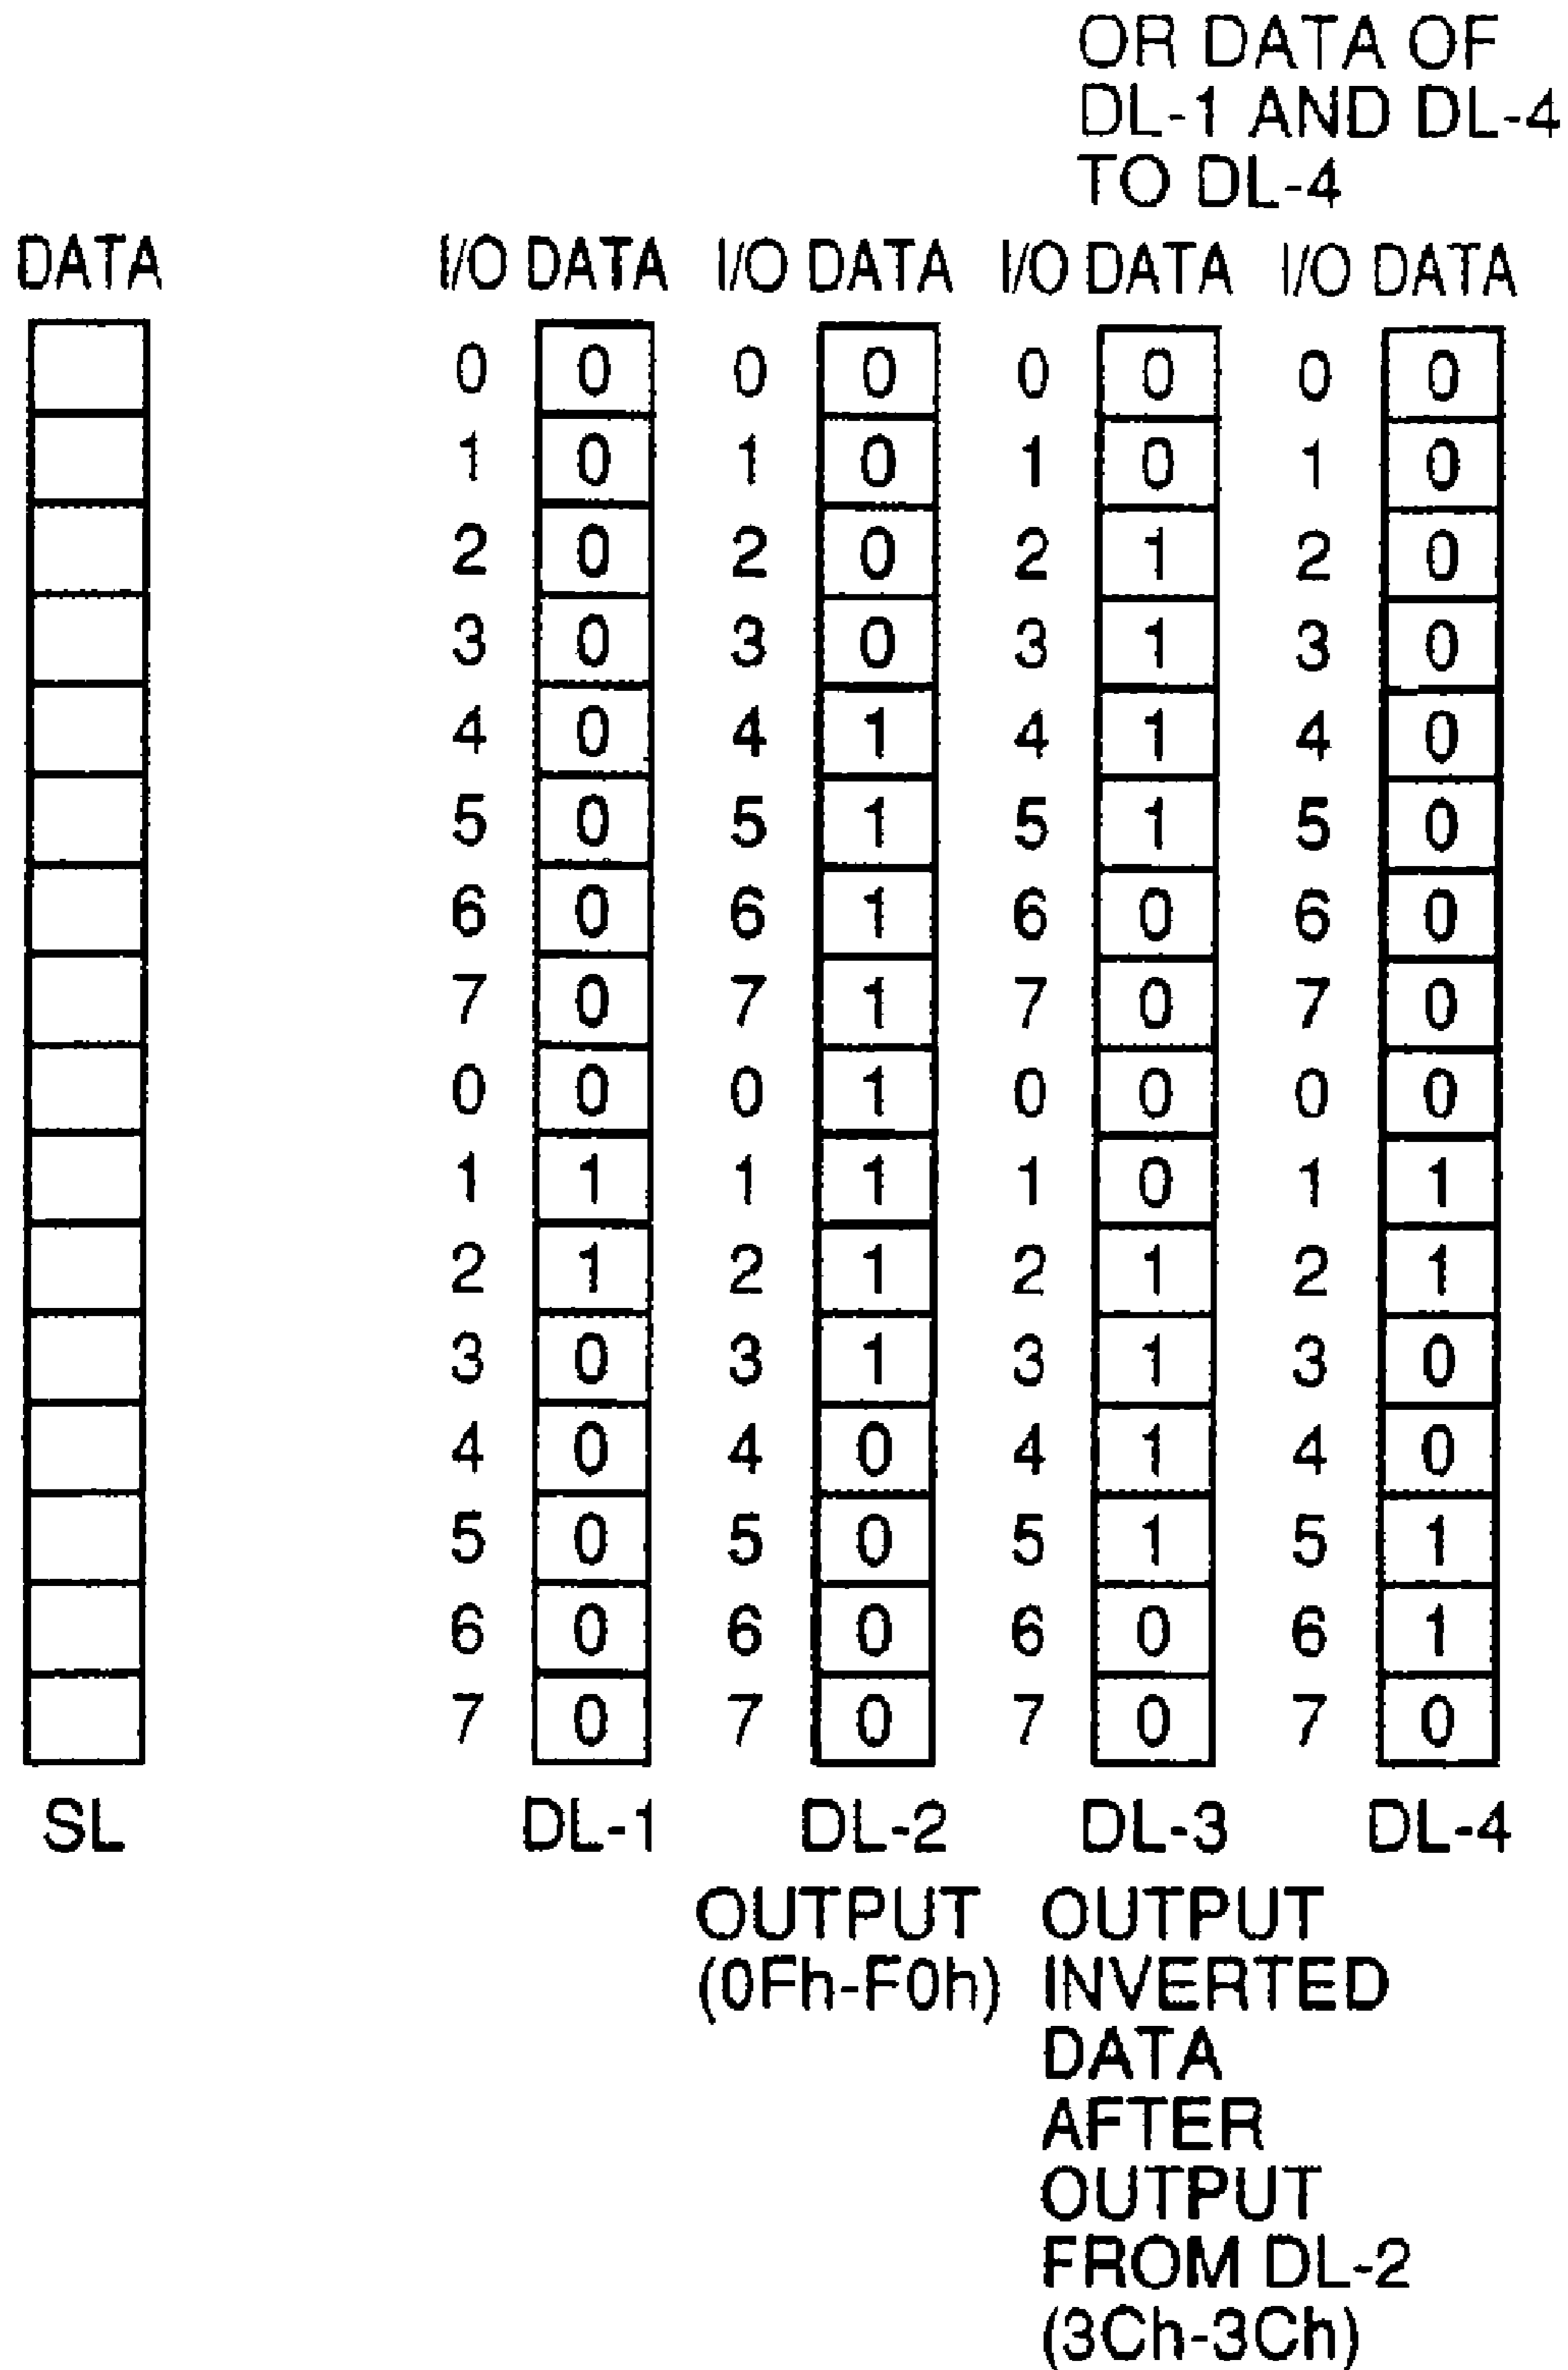 OR DATA OF
DL-1 AND DL-4
TO DL-4
DATA I/O DATA I/O DATA I/O DATA I/O DATA
0 0 0 0 0 0 0 0
1 0 1 0 1 0 1 0
2 0 2 0 2 1 2 0
3 0 3 0 3 1 3 0
4 0 4 1 4 1 4 0
5 0 5 1 5 1 5 0
6 0 6 1 6 0 6 0
7 0 7 1 7 0 7 0
0 0 0 1 0 0 0 0
1 1 1 1 1 0 1 1
2 1 2 1 2 1 2 1
3 0 3 1 3 1 3 0
4 0 4 0 4 1 4 0
5 0 5 0 5 1 5 1
6 0 6 0 6 0 6 1
7 0 7 0 7 0 7 0
SL DL-1 DL-2 DL-3 DL-4
OUTPUT
(0Fh-F0h)
OUTPUT
INVERTED
DATA
AFTER
OUTPUT
FROM DL-2
(3Ch-3Ch)